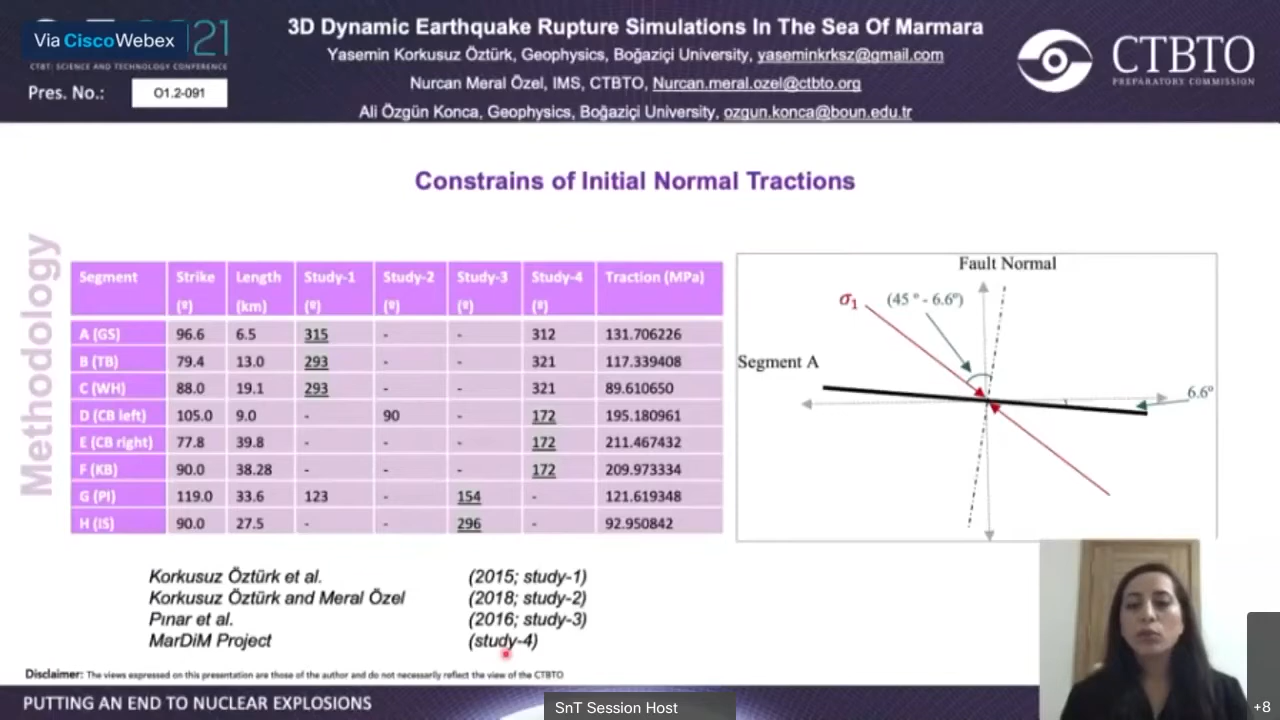 Via Cisco Webex
21
CTBT: SCIENCE AND TECHNOLOGY CONFERENCE
Pres. No.: O1.2-091
3D Dynamic Earthquake Rupture Simulations In The Sea Of Marmara
Yasemin Korkusuz Öztürk, Geophysics, Boğaziçi University, yaseminkrksz@gmail.com
Nurcan Meral Özel, IMS, CTBTO, Nurcan.meral.ozel@ctbto.org
Ali Özgün Konca, Geophysics, Boğaziçi University, ozgun.konca@boun.edu.tr
CTBTO
PREPARATORY COMMISSION
Constrains of Initial Normal Tractions
Methodology
Segment Strike (º) Length (km) Study-1 (º) Study-2 (º) Study-3 (º) Study-4 (º) Traction (MPa)
A (GS) 96.6 6.5 315 - - 312 131.706226
B (TB) 79.4 13.0 293 - - 321 117.339408
C (WH) 88.0 19.1 293 - - 321 89.610650
D (CB left) 105.0 9.0 - 90 - 172 195.180961
E (CB right) 77.8 39.8 - - - 172 211.467432
F (KB) 90.0 38.28 - - - 172 209.973334
G (PI) 119.0 33.6 123 - 154 - 121.619348
H (IS) 90.0 27.5 - - 296 - 92.950842
Fault Normal
σ1 (45 º - 6.6º)
Segment A
6.6º
Korkusuz Öztürk et al. (2015; study-1)
Korkusuz Öztürk and Meral Özel (2018; study-2)
Pınar et al. (2016; study-3)
MarDiM Project (study-4)
Disclaimer: The views expressed on this presentation are those of the author and do not necessarily reflect the view of the CTBTO
PUTTING AN END TO NUCLEAR EXPLOSIONS
SnT Session Host
+8